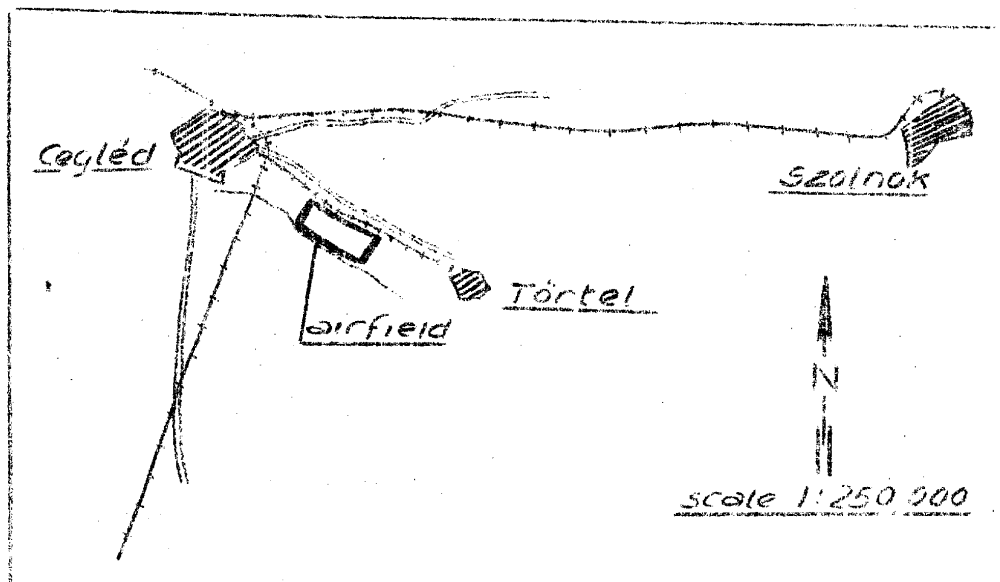 Cegléd
Szolnok
Törtel
airfield
N
scale 1:250 000